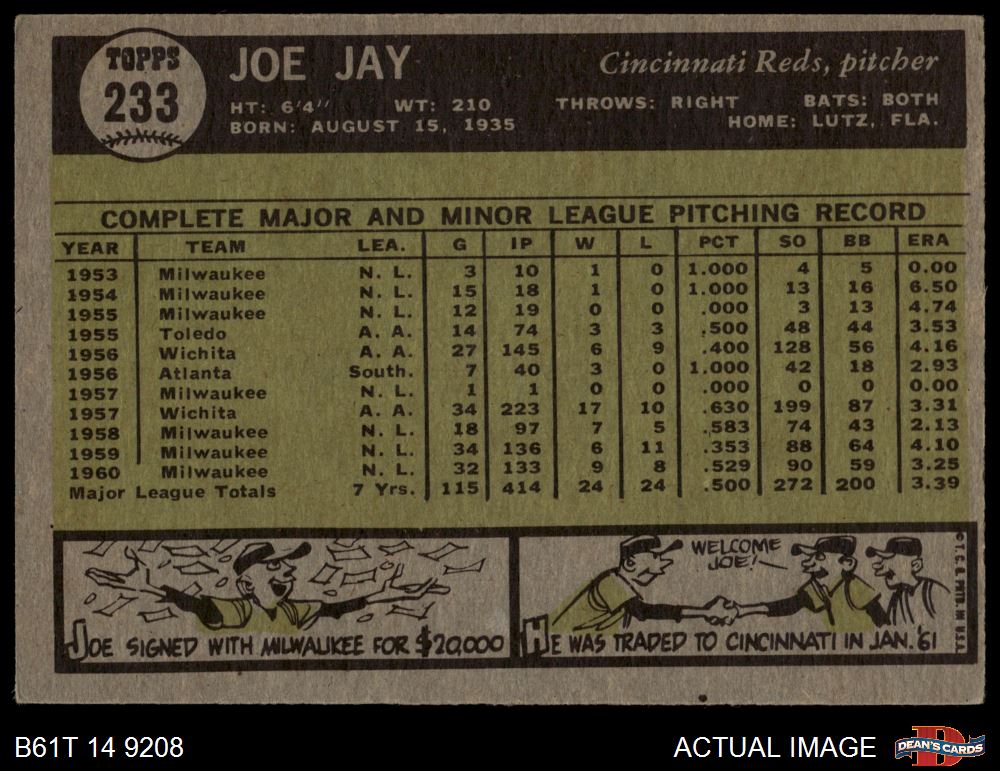 TOPPS
233
JOE JAY
Cincinnati Reds, pitcher
HT: 6'4" WT: 210 THROWS: RIGHT BATS: BOTH
BORN: AUGUST 15, 1935 HOME: LUTZ, FLA.
COMPLETE MAJOR AND MINOR LEAGUE PITCHING RECORD
YEAR TEAM LEA. G IP W L PCT SO BB ERA
1953 Milwaukee N. L. 3 10 1 0 1.000 4 5 0.00
1954 Milwaukee N. L. 15 18 1 0 1.000 13 16 6.50
1955 Milwaukee N. L. 12 19 0 0 .000 3 13 4.74
1955 Toledo A. A. 14 74 3 3 .500 48 44 3.53
1956 Wichita A. A. 27 145 6 9 .400 128 56 4.16
1956 Atlanta South. 7 40 3 0 1.000 42 18 2.93
1957 Milwaukee N. L. 1 1 0 0 .000 0 0 0.00
1957 Wichita A. A. 34 223 17 10 .630 199 87 3.31
1958 Milwaukee N. L. 18 97 7 5 .583 74 43 2.13
1959 Milwaukee N. L. 34 136 6 11 .353 88 64 4.10
1960 Milwaukee N. L. 32 133 9 8 .529 90 59 3.25
Major League Totals 7 Yrs. 115 414 24 24 .500 272 200 3.39
JOE SIGNED WITH MILWAUKEE FOR $20,000
WELCOME
JOE!
HE WAS TRADED TO CINCINNATI IN JAN. '61
© T. C. G. PRTD. IN U.S.A.
B61T 14 9208
ACTUAL IMAGE
D
DEAN'S CARDS